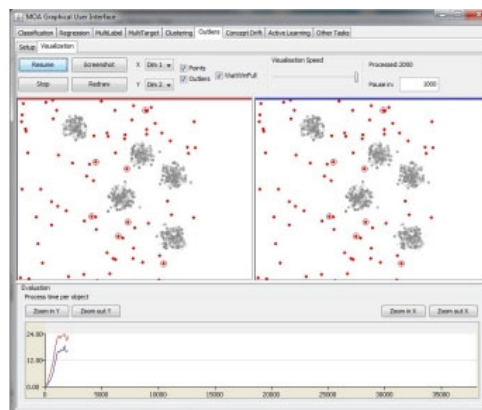 MOA Graphical User Interface
Classification Regression MultiLabel MultiTarget Clustering Outliers Concept Drift Active Learning Other Tasks
Setup Visualization
Resume Screenshot X Dim 1 Points WaitWinFull Visualisation Speed Processed: 2000
Stop Redraw Y Dim 2 Outliers Pause in: 1000
Evaluation
Process time per object
Zoom in Y Zoom out Y Zoom in X Zoom out X
24.00
12.00
0.00
0 5000 10000 15000 20000 25000 30000 35000